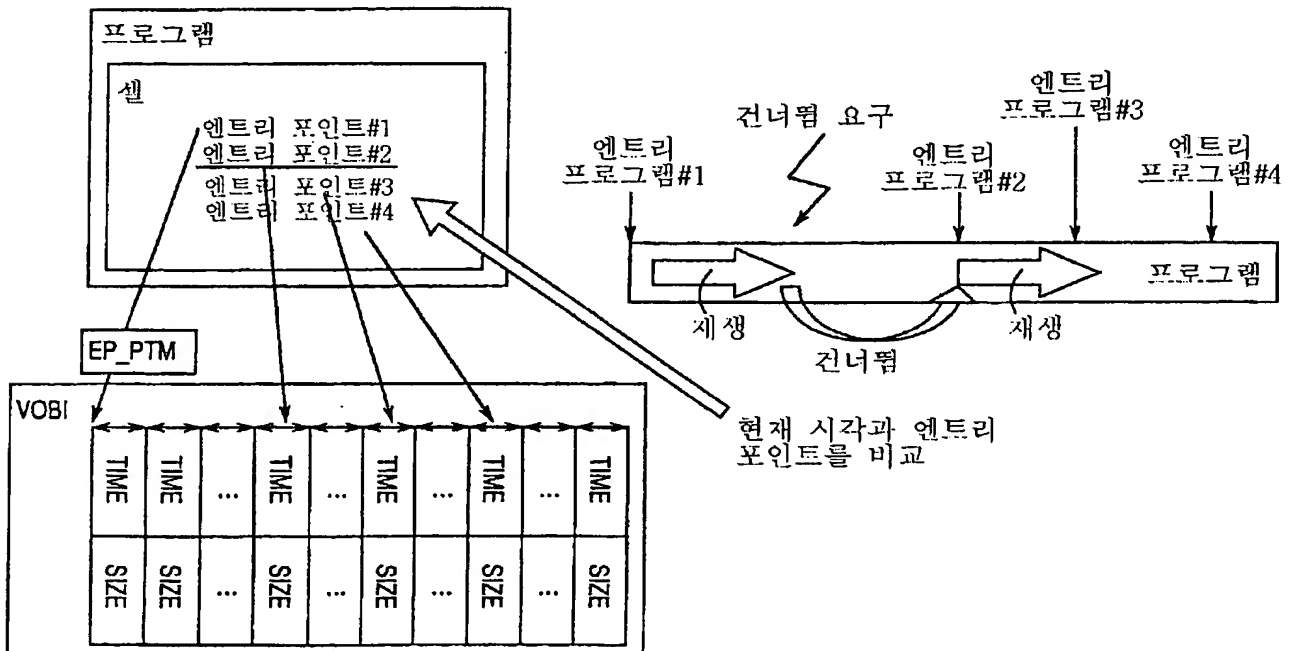 프로그램
셀
엔트리 포인트#1
엔트리 포인트#2
엔트리 포인트#3
엔트리 포인트#4
EP_PTM
VOBI
TIME
TIME
...
TIME
...
TIME
...
TIME
...
TIME
SIZE
SIZE
...
SIZE
...
SIZE
...
SIZE
...
SIZE
건너뜀 요구
엔트리
프로그램#1
엔트리
프로그램#2
엔트리
프로그램#3
엔트리
프로그램#4
프로그램
재생
건너뜀
재생
현재 시각과 엔트리
포인트를 비교